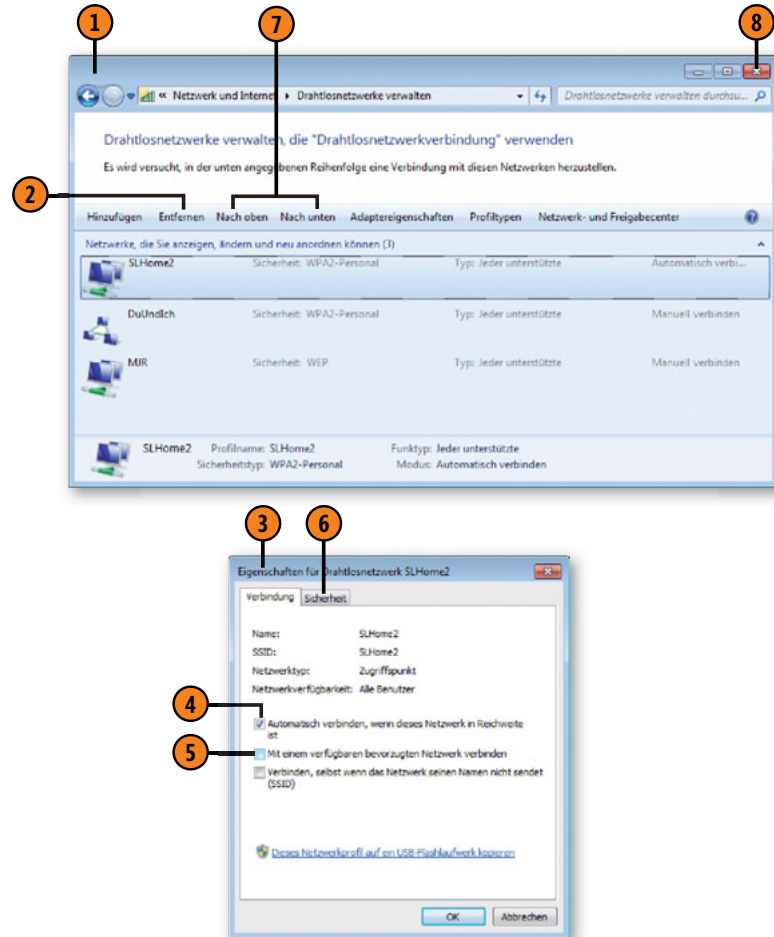 1
7
8
« Netzwerk und Internet ▸ Drahtlosnetzwerke verwalten
Drahtlosnetzwerke verwalten durchsu...
Drahtlosnetzwerke verwalten, die "Drahtlosnetzwerkverbindung" verwenden
Es wird versucht, in der unten angegebenen Reihenfolge eine Verbindung mit diesen Netzwerken herzustellen.
2
Hinzufügen Entfernen Nach oben Nach unten Adaptereigenschaften Profiltypen Netzwerk- und Freigabecenter
Netzwerke, die Sie anzeigen, ändern und neu anordnen können (3)
SLHome2 Sicherheit: WPA2-Personal Typ: Jeder unterstützte Automatisch verbi...
DuUndIch Sicherheit: WPA2-Personal Typ: Jeder unterstützte Manuell verbinden
MJR Sicherheit: WEP Typ: Jeder unterstützte Manuell verbinden
SLHome2 Profilname: SLHome2 Funktyp: Jeder unterstützte
Sicherheitstyp: WPA2-Personal Modus: Automatisch verbinden
3
6
Eigenschaften für Drahtlosnetzwerk SLHome2
Verbindung Sicherheit
Name: SLHome2
SSID: SLHome2
Netzwerktyp: Zugriffspunkt
Netzwerkverfügbarkeit: Alle Benutzer
4
Automatisch verbinden, wenn dieses Netzwerk in Reichweite
ist
5
Mit einem verfügbaren bevorzugten Netzwerk verbinden
Verbinden, selbst wenn das Netzwerk seinen Namen nicht sendet
(SSID)
Dieses Netzwerkprofil auf ein USB-Flashlaufwerk kopieren
OK Abbrechen